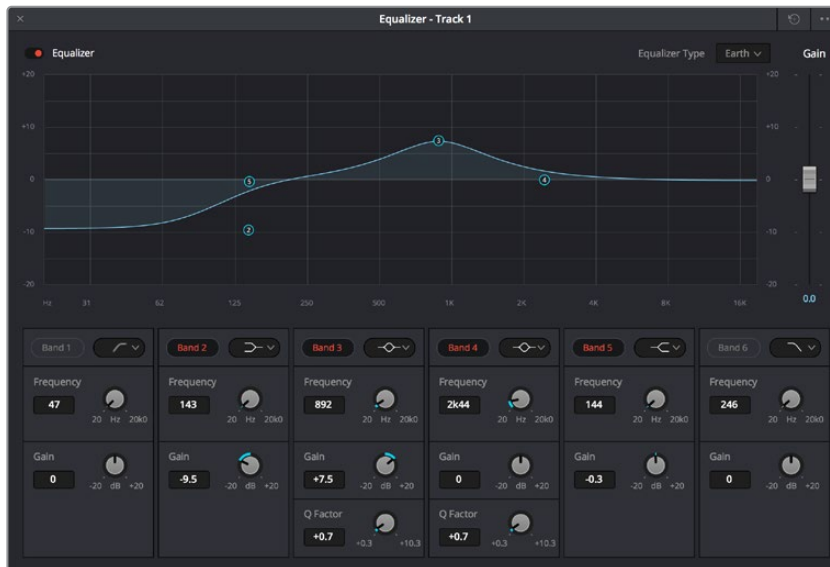 Equalizer - Track 1
Equalizer
Equalizer Type
Earth
Gain
+20
+20
+10
+10
0
0
-10
-10
-20
-20
5
2
3
4
Hz 31 62 125 250 500 1K 2K 4K 8K 16K
0.0
Band 1
Band 2
Band 3
Band 4
Band 5
Band 6
Frequency Frequency Frequency Frequency Frequency Frequency
47 143 892 2k44 144 246
20 Hz 20k0 20 Hz 20k0 20 Hz 20k0 20 Hz 20k0 20 Hz 20k0 20 Hz 20k0
Gain Gain Gain Gain Gain Gain
0 -9.5 +7.5 0 -0.3 0
-20 dB +20 -20 dB +20 -20 dB +20 -20 dB +20 -20 dB +20 -20 dB +20
Q Factor Q Factor
+0.7 +0.7
+0.3 +10.3 +0.3 +10.3